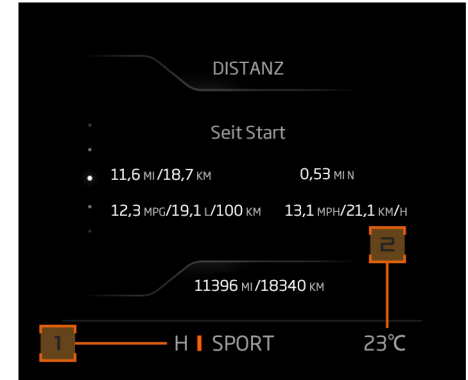 DISTANZ
Seit Start
11,6 MI/18,7 KM 0,53 MIN
12,3 MPG/19,1 L/100 KM 13,1 MPH/21,1 KM/H
2
11396 MI/18340 KM
1 H SPORT 23°C